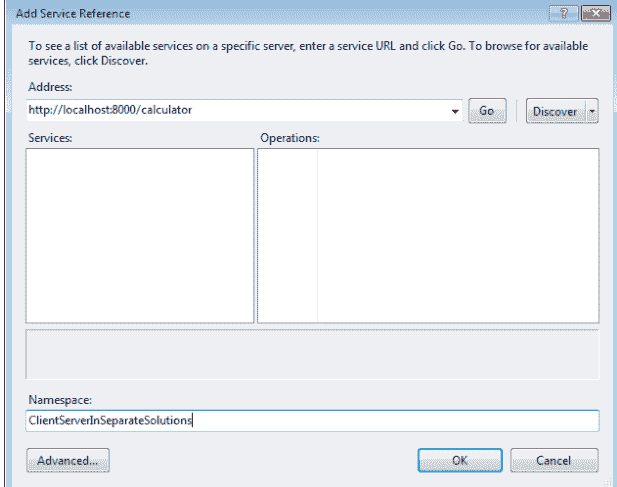 Add Service Reference
To see a list of available services on a specific server, enter a service URL and click Go. To browse for available
services, click Discover.
Address:
http://localhost:8000/calculator
Go
Discover
Services:
Operations:
Namespace:
ClientServerInSeparateSolutions
Advanced...
OK
Cancel